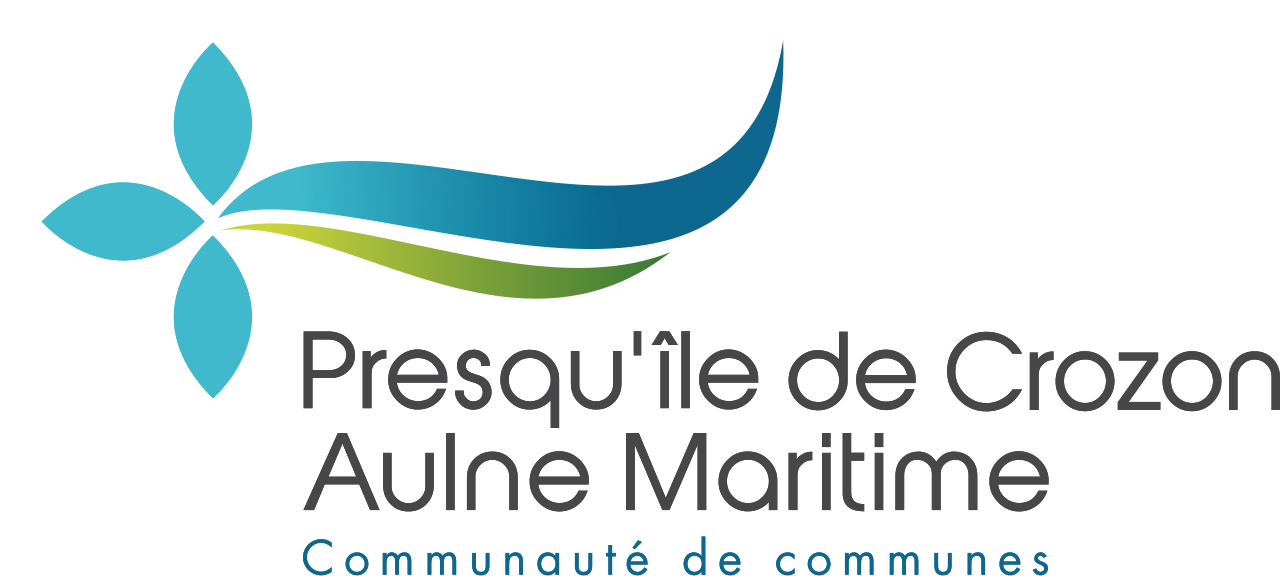 Presqu'île de Crozon
Aulne Maritime
Communauté de communes